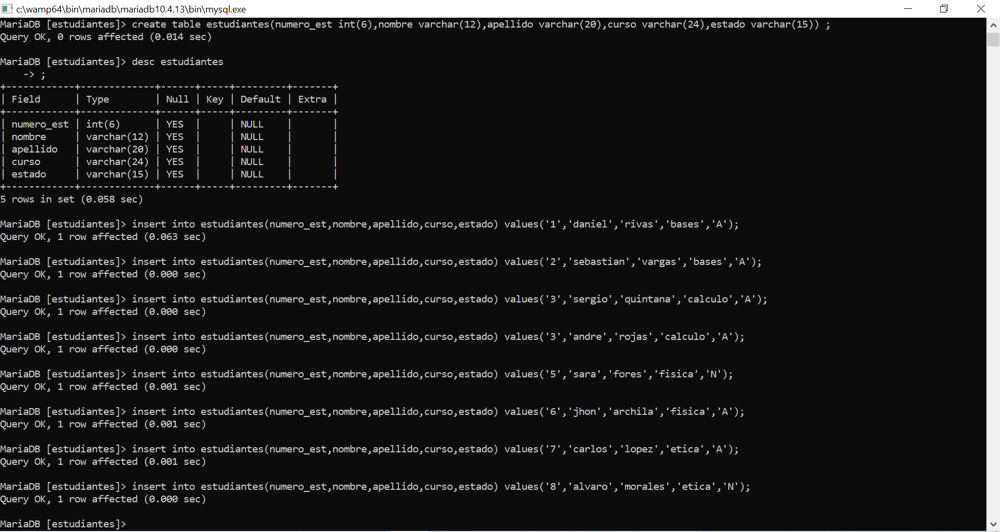 c:\wamp64\bin\mariadb\mariadb10.4.13\bin\mysql.exe
MariaDB [estudiantes]> create table estudiantes(numero_est int(6),nombre varchar(12),apellido varchar(20),curso varchar(24),estado varchar(15)) ;
Query OK, 0 rows affected (0.014 sec)

MariaDB [estudiantes]> desc estudiantes
    -> ;
+------------+-------------+------+-----+---------+-------+
| Field      | Type        | Null | Key | Default | Extra |
+------------+-------------+------+-----+---------+-------+
| numero_est | int(6)      | YES  |     | NULL    |       |
| nombre     | varchar(12) | YES  |     | NULL    |       |
| apellido   | varchar(20) | YES  |     | NULL    |       |
| curso      | varchar(24) | YES  |     | NULL    |       |
| estado     | varchar(15) | YES  |     | NULL    |       |
+------------+-------------+------+-----+---------+-------+
5 rows in set (0.058 sec)

MariaDB [estudiantes]> insert into estudiantes(numero_est,nombre,apellido,curso,estado) values('1','daniel','rivas','bases','A');
Query OK, 1 row affected (0.063 sec)

MariaDB [estudiantes]> insert into estudiantes(numero_est,nombre,apellido,curso,estado) values('2','sebastian','vargas','bases','A');
Query OK, 1 row affected (0.000 sec)

MariaDB [estudiantes]> insert into estudiantes(numero_est,nombre,apellido,curso,estado) values('3','sergio','quintana','calculo','A');
Query OK, 1 row affected (0.000 sec)

MariaDB [estudiantes]> insert into estudiantes(numero_est,nombre,apellido,curso,estado) values('3','andre','rojas','calculo','A');
Query OK, 1 row affected (0.000 sec)

MariaDB [estudiantes]> insert into estudiantes(numero_est,nombre,apellido,curso,estado) values('5','sara','fores','fisica','N');
Query OK, 1 row affected (0.001 sec)

MariaDB [estudiantes]> insert into estudiantes(numero_est,nombre,apellido,curso,estado) values('6','jhon','archila','fisica','A');
Query OK, 1 row affected (0.001 sec)

MariaDB [estudiantes]> insert into estudiantes(numero_est,nombre,apellido,curso,estado) values('7','carlos','lopez','etica','A');
Query OK, 1 row affected (0.001 sec)

MariaDB [estudiantes]> insert into estudiantes(numero_est,nombre,apellido,curso,estado) values('8','alvaro','morales','etica','N');
Query OK, 1 row affected (0.000 sec)

MariaDB [estudiantes]>